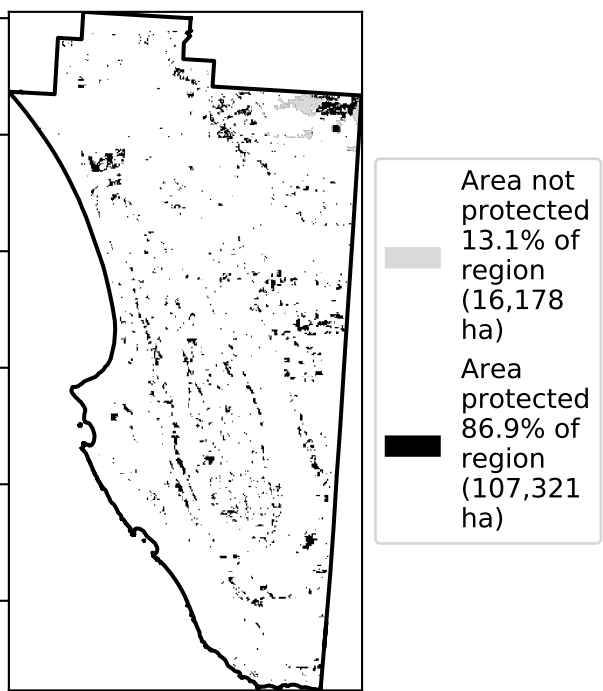 Area not
protected
13.1% of
region
(16,178
ha)
Area
protected
86.9% of
region
(107,321
ha)